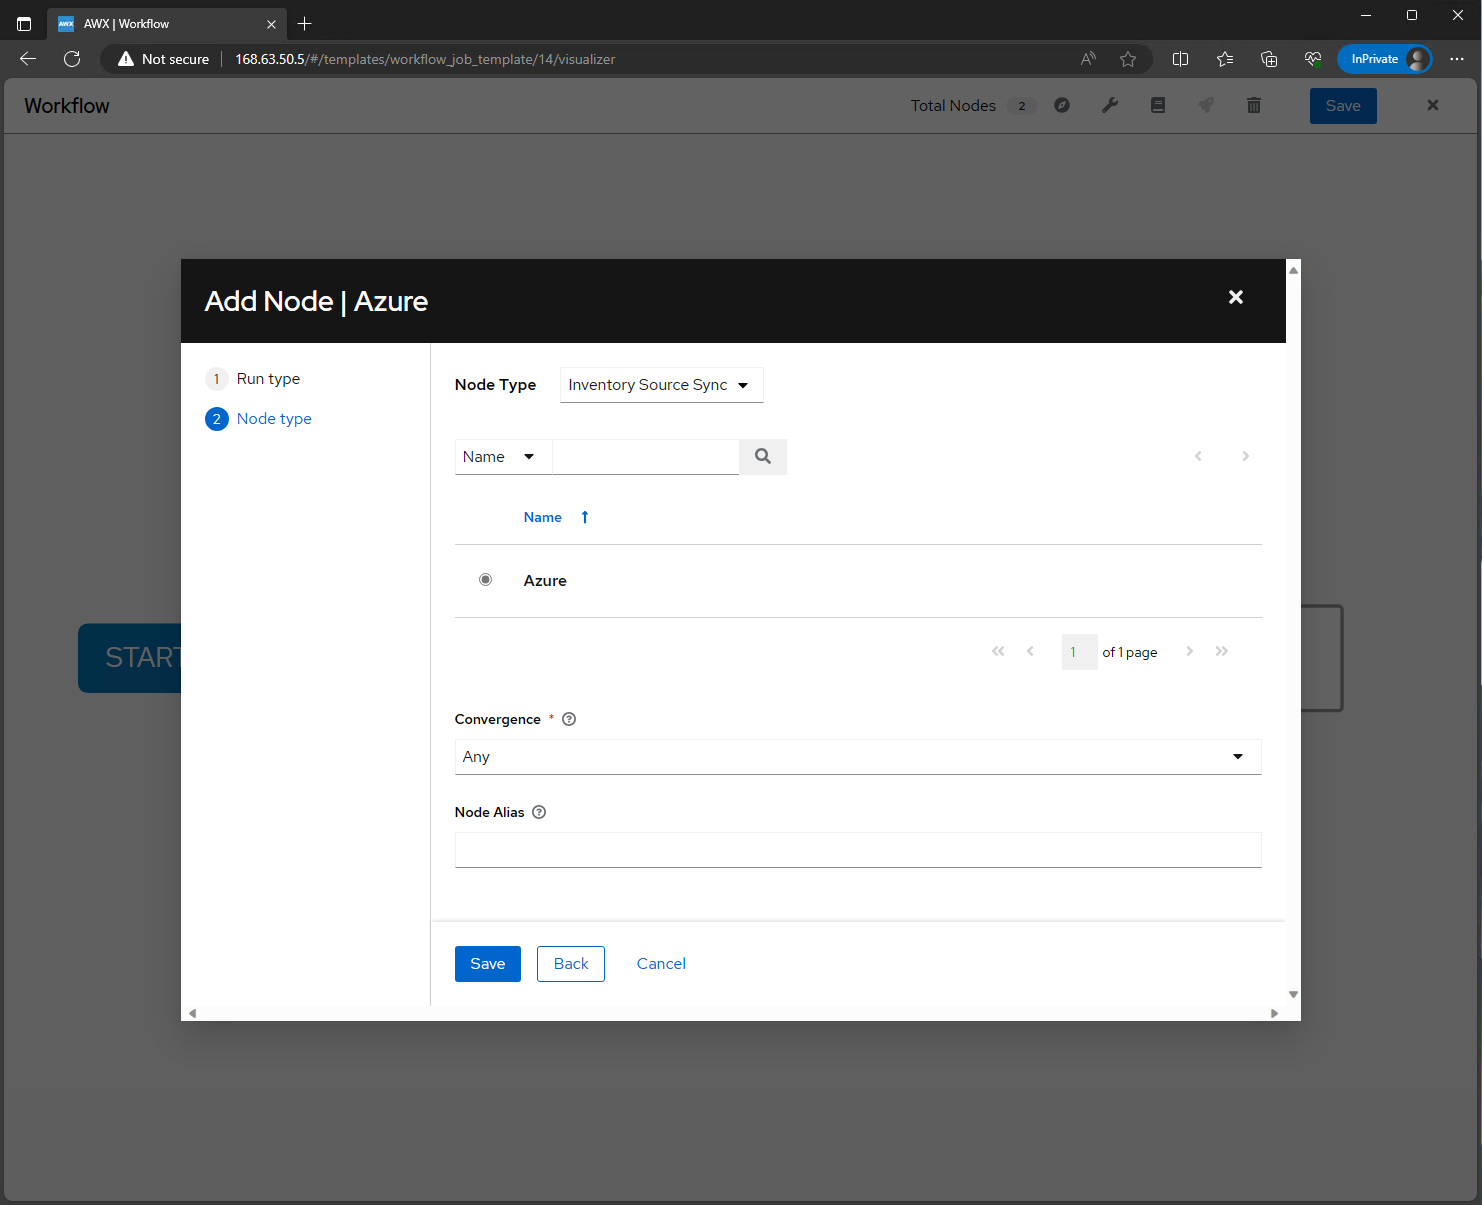 AWX | Workflow
Not secure 168.63.50.5/#/templates/workflow_job_template/14/visualizer InPrivate
Workflow Total Nodes 2 Save
Add Node | Azure
1 Run type
2 Node type
Node Type Inventory Source Sync
Name
Name
Azure
1 of 1 page
START
Convergence *
Any
Node Alias
Save Back Cancel